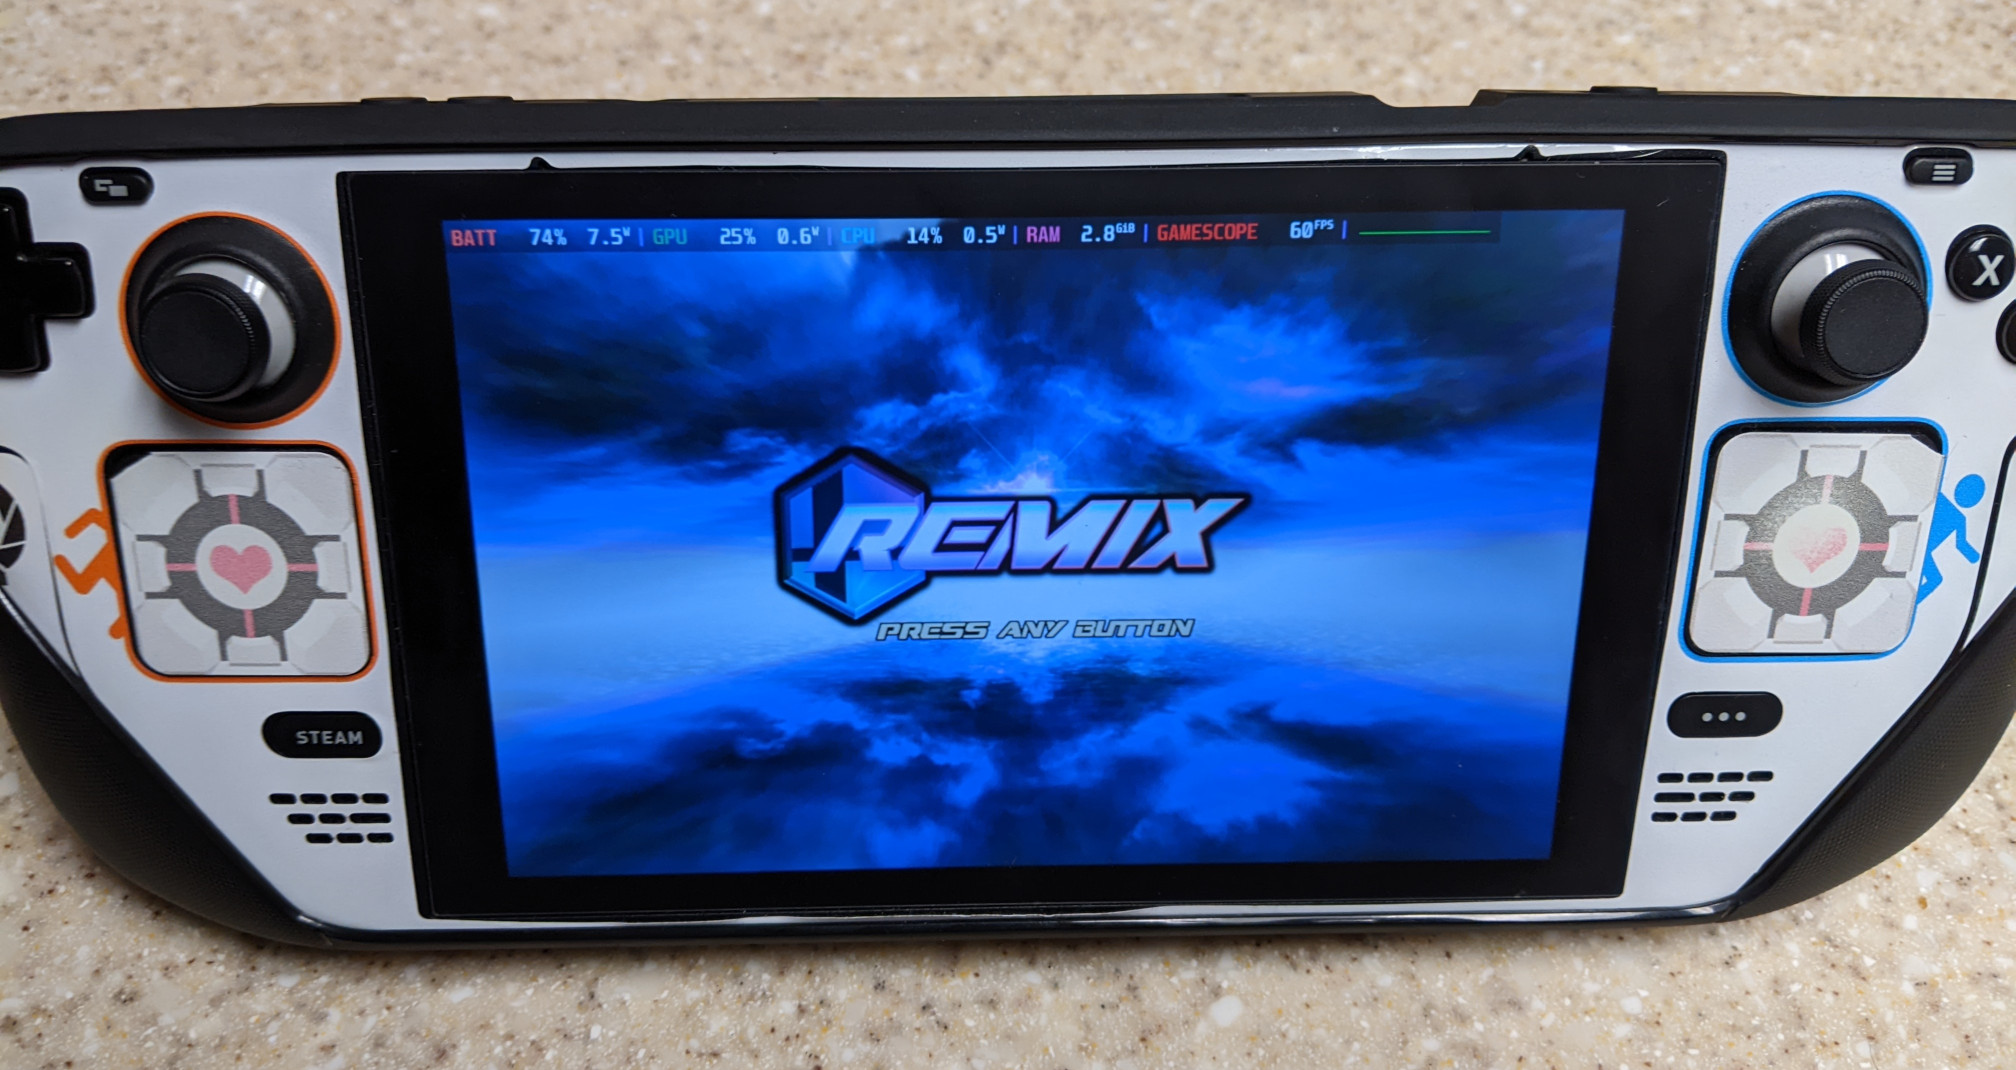 BATT 74% 7.5W | GPU 25% 0.6W | CPU 14% 0.5W | RAM 2.8GiB | GAMESCOPE 60FPS |
X
REMIX
PRESS ANY BUTTON
STEAM